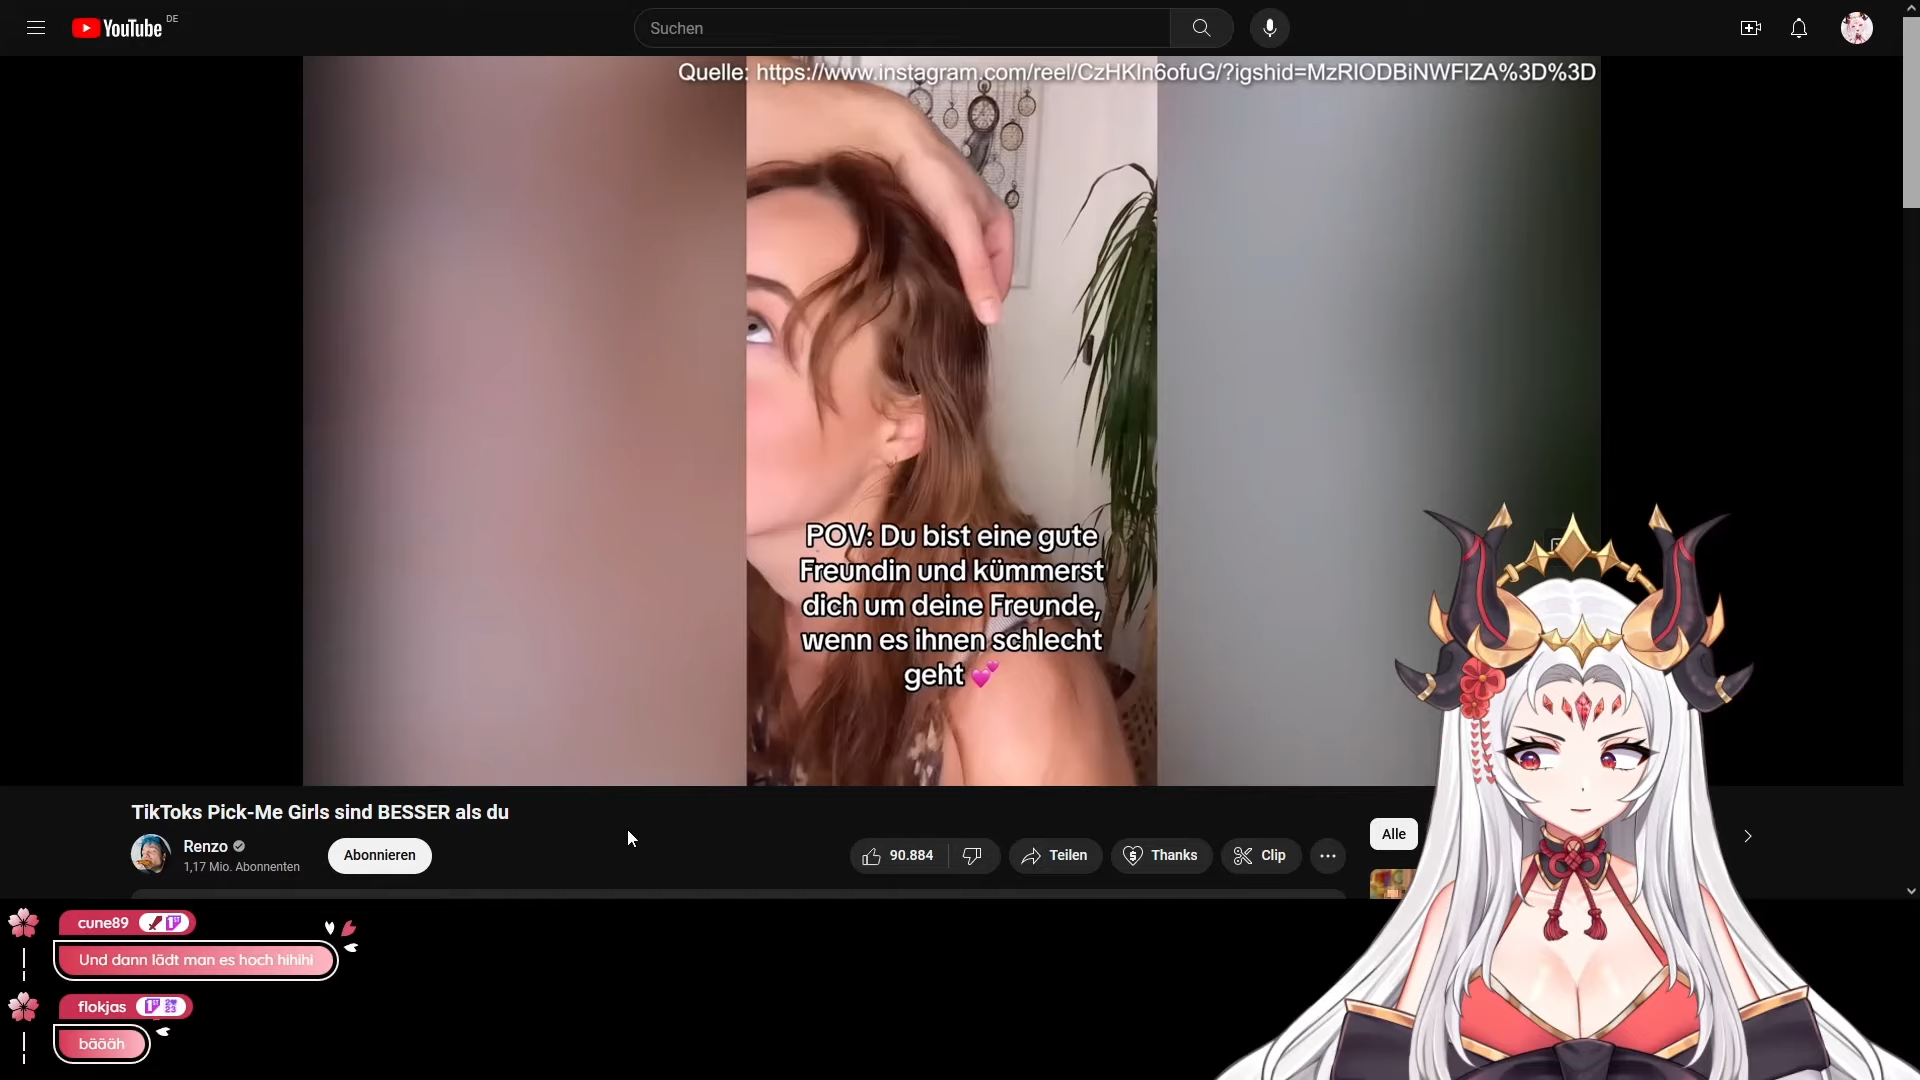 YouTube DE
Suchen
Quelle: https://www.instagram.com/reel/CzHKln6ofuG/?igshid=MzRlODBiNWFlZA%3D%3D
POV: Du bist eine gute
Freundin und kümmerst
dich um deine Freunde,
wenn es ihnen schlecht
geht 💕
TikToks Pick-Me Girls sind BESSER als du
Renzo
1,17 Mio. Abonnenten
Abonnieren
90.884
Teilen
Thanks
Clip
Alle
cune89
Und dann lädt man es hoch hihihi
flokjas
bäääh